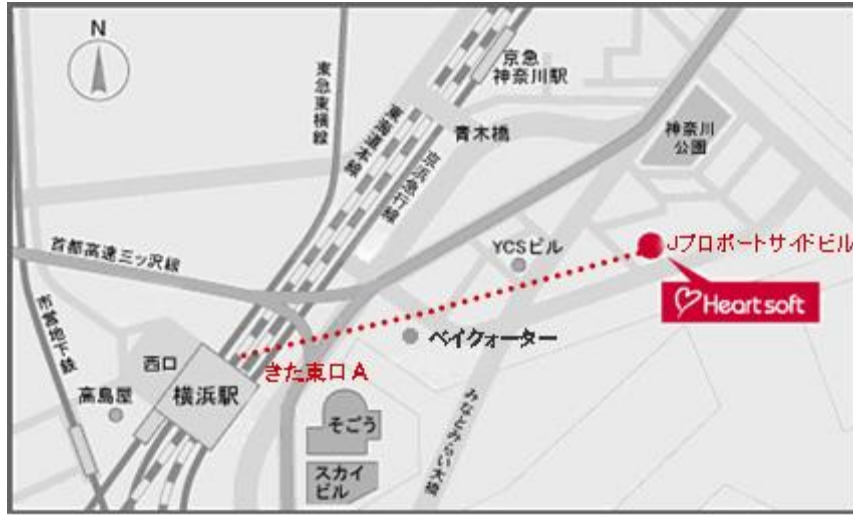 N
京急
神奈川駅
東急東横線
東海道本線
京浜急行線
青木橋
神奈川
公園
首都高速三ッ沢線
YCSビル
Jプロポートサイドビル
Heart soft
市営地下鉄
ベイクォーター
西口
きた東口A
高島屋
横浜駅
そごう
スカイ
ビル
みなとみらい大橋